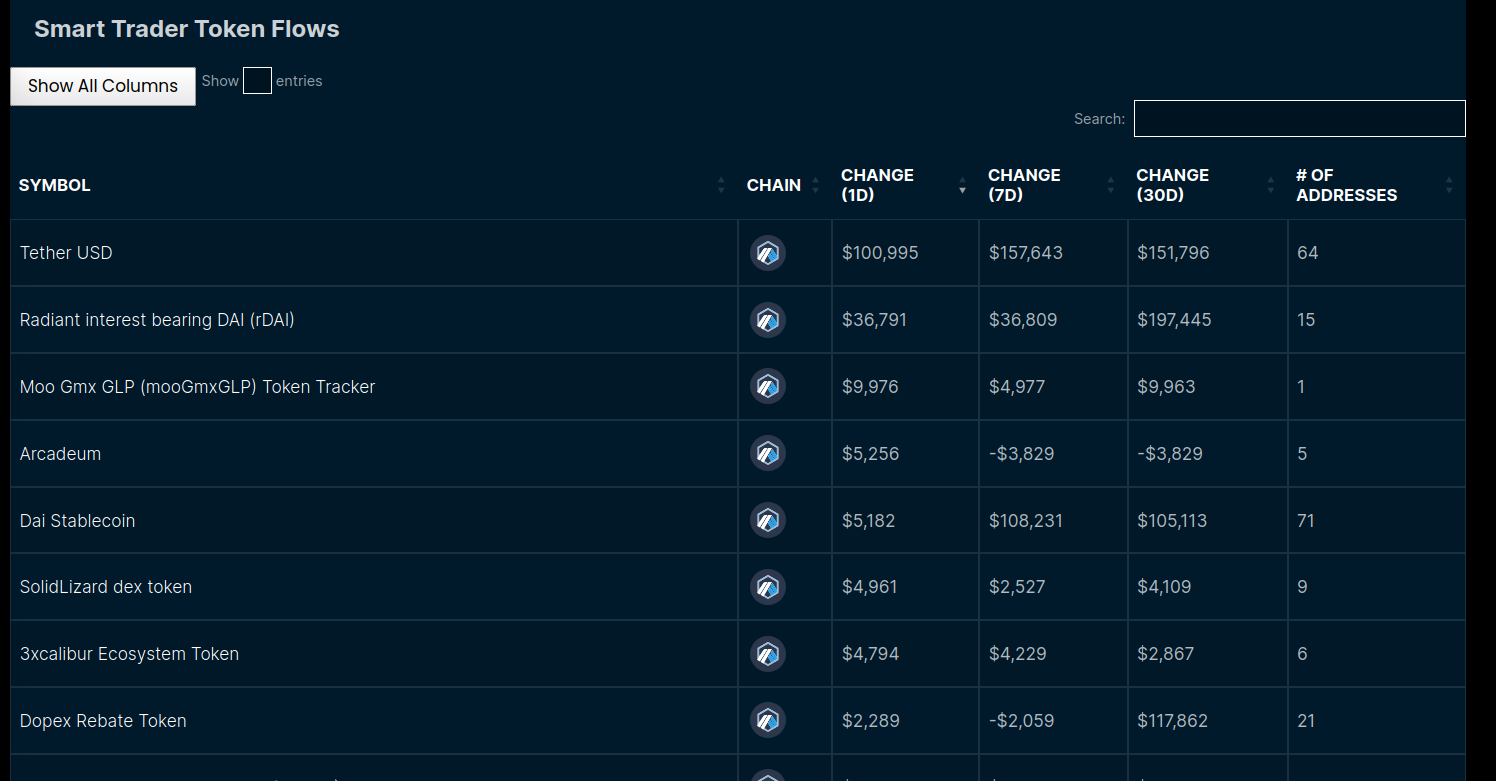 Smart Trader Token Flows
Show All Columns Show entries
Search:
SYMBOL CHAIN CHANGE (1D) CHANGE (7D) CHANGE (30D) # OF ADDRESSES
Tether USD $100,995 $157,643 $151,796 64
Radiant interest bearing DAI (rDAI) $36,791 $36,809 $197,445 15
Moo Gmx GLP (mooGmxGLP) Token Tracker $9,976 $4,977 $9,963 1
Arcadeum $5,256 -$3,829 -$3,829 5
Dai Stablecoin $5,182 $108,231 $105,113 71
SolidLizard dex token $4,961 $2,527 $4,109 9
3xcalibur Ecosystem Token $4,794 $4,229 $2,867 6
Dopex Rebate Token $2,289 -$2,059 $117,862 21